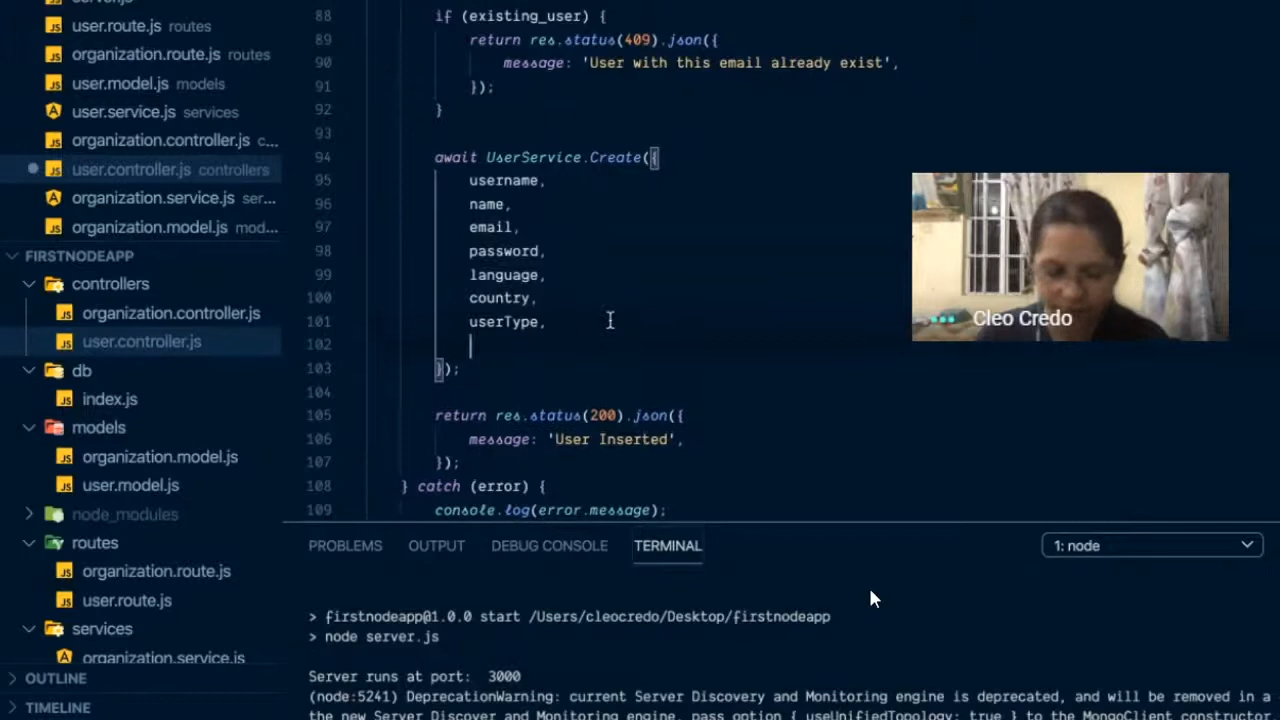 user.route.js routes
organization.route.js routes
user.model.js models
user.service.js services
organization.controller.js c...
user.controller.js controllers
organization.service.js ser...
organization.model.js mod...
FIRSTNODEAPP
controllers
organization.controller.js
user.controller.js
db
index.js
models
organization.model.js
user.model.js
node_modules
routes
organization.route.js
user.route.js
services
organization.service.js
OUTLINE
TIMELINE
88 if (existing_user) {
89 return res.status(409).json({
90 message: 'User with this email already exist',
91 });
92 }
93
94 await UserService.Create({
95 username,
96 name,
97 email,
98 password,
99 language,
100 country,
101 userType,
102
103 });
104
105 return res.status(200).json({
106 message: 'User Inserted',
107 });
108 } catch (error) {
109 console.log(error.message);
Cleo Credo
PROBLEMS OUTPUT DEBUG CONSOLE TERMINAL 1: node
> firstnodeapp@1.0.0 start /Users/cleocredo/Desktop/firstnodeapp
> node server.js
Server runs at port: 3000
(node:5241) DeprecationWarning: current Server Discovery and Monitoring engine is deprecated, and will be removed in a
the new Server Discover and Monitoring engine, pass option { useUnifiedTopology: true } to the MongoClient constructor